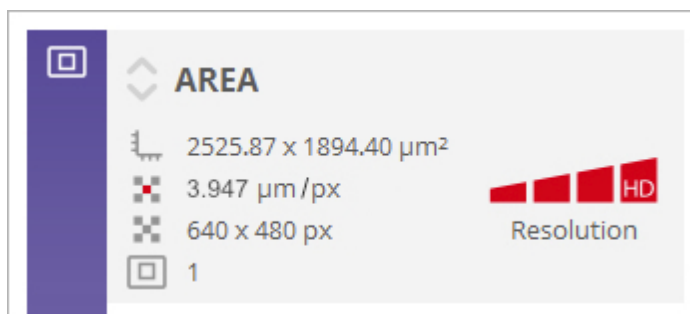 AREA
2525.87 x 1894.40 µm²
3.947 µm/px
HD
640 x 480 px
Resolution
1